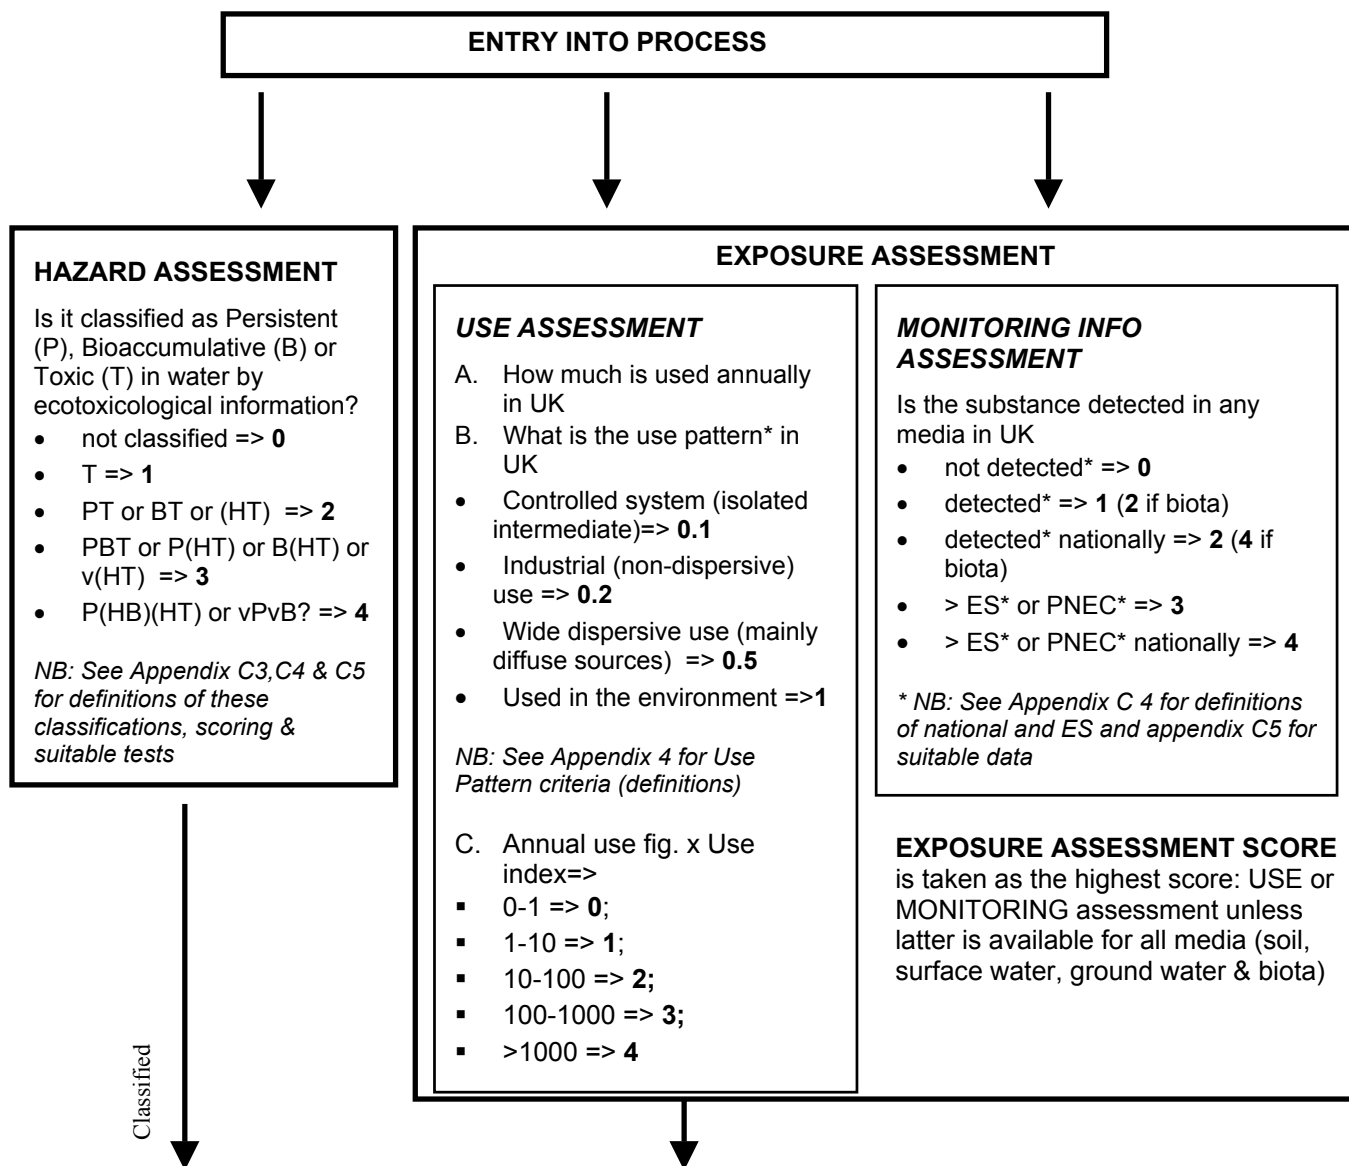 ENTRY INTO PROCESS
HAZARD ASSESSMENT
Is it classified as Persistent
(P), Bioaccumulative (B) or
Toxic (T) in water by
ecotoxicological information?
• not classified => 0
• T => 1
• PT or BT or (HT) => 2
• PBT or P(HT) or B(HT) or
v(HT) => 3
• P(HB)(HT) or vPvB? => 4
NB: See Appendix C3,C4 & C5
for definitions of these
classifications, scoring &
suitable tests
Classified
EXPOSURE ASSESSMENT
USE ASSESSMENT
A. How much is used annually
in UK
B. What is the use pattern* in
UK
• Controlled system (isolated
intermediate)=> 0.1
• Industrial (non-dispersive)
use => 0.2
• Wide dispersive use (mainly
diffuse sources) => 0.5
• Used in the environment =>1
NB: See Appendix 4 for Use
Pattern criteria (definitions)
C. Annual use fig. x Use
index=>
▪ 0-1 => 0;
▪ 1-10 => 1;
▪ 10-100 => 2;
▪ 100-1000 => 3;
▪ >1000 => 4
MONITORING INFO
ASSESSMENT
Is the substance detected in any
media in UK
• not detected* => 0
• detected* => 1 (2 if biota)
• detected* nationally => 2 (4 if
biota)
• > ES* or PNEC* => 3
• > ES* or PNEC* nationally => 4
* NB: See Appendix C 4 for definitions
of national and ES and appendix C5 for
suitable data
EXPOSURE ASSESSMENT SCORE
is taken as the highest score: USE or
MONITORING assessment unless
latter is available for all media (soil,
surface water, ground water & biota)